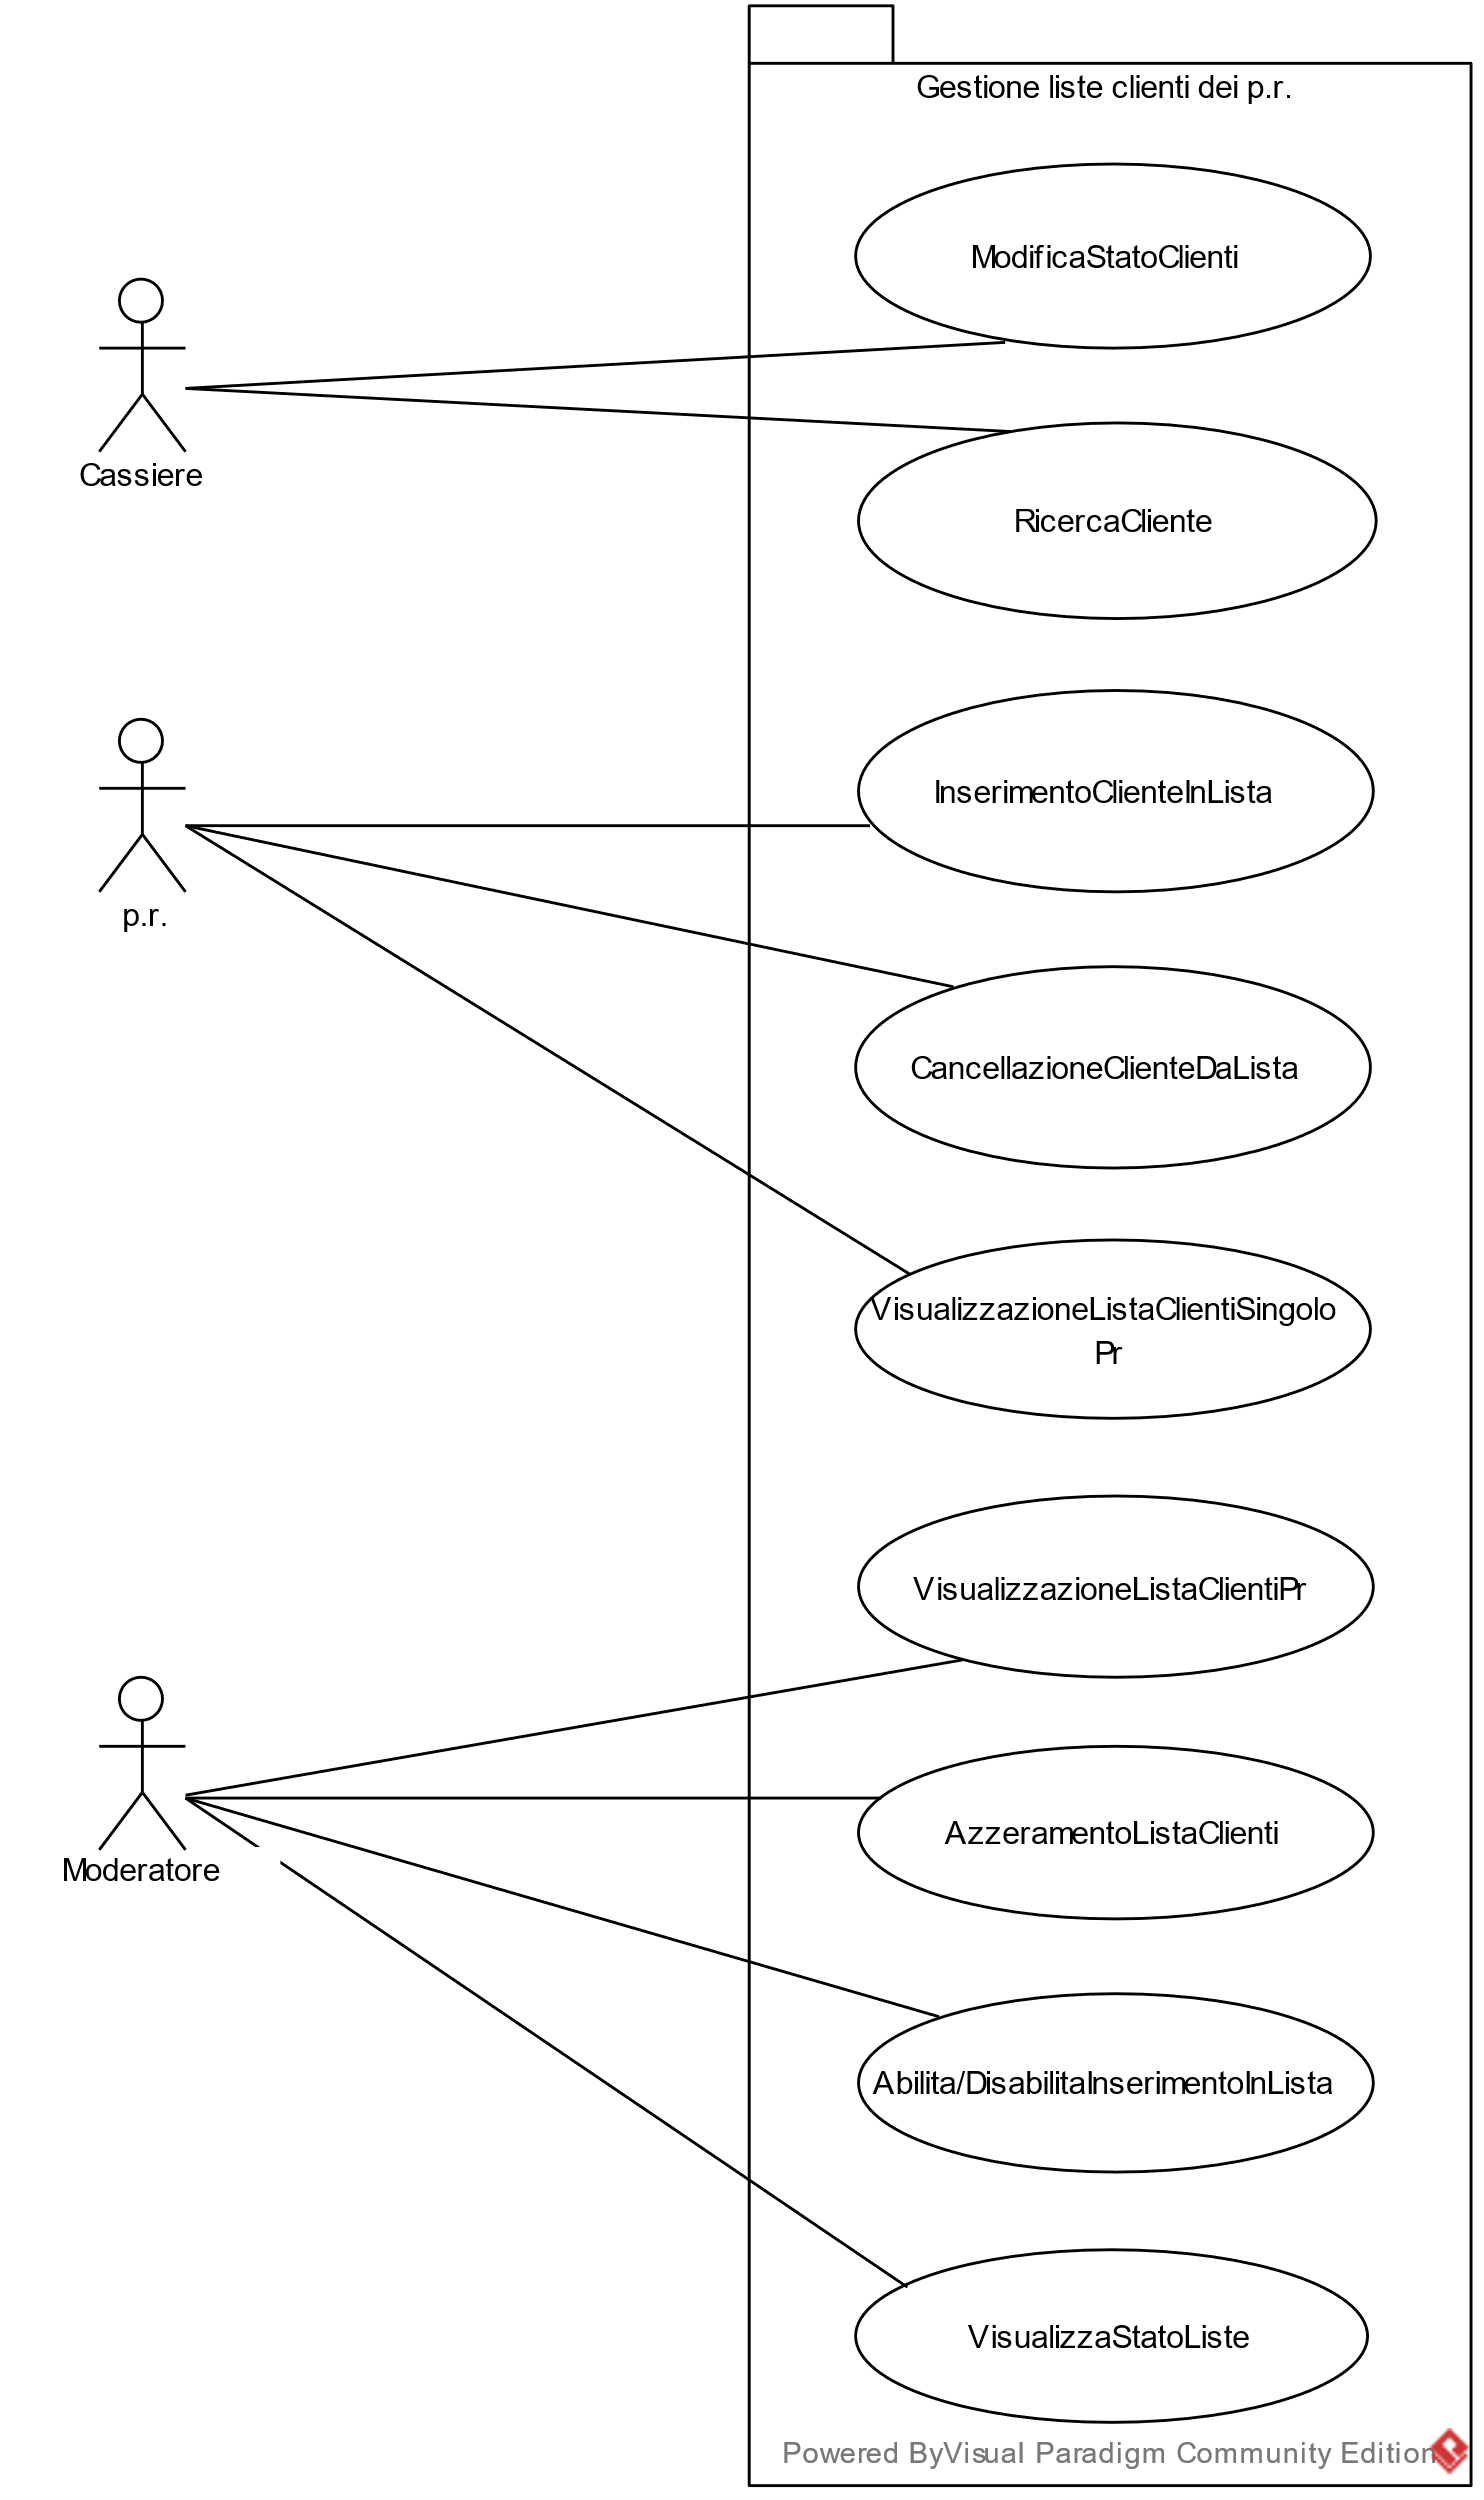 Gestione liste clienti dei p.r.
ModificaStatoClienti
Cassiere
RicercaCliente
InserimentoClienteInLista
p.r.
CancellazioneClienteDaLista
VisualizzazioneListaClientiSingolo
Pr
VisualizzazioneListaClientiPr
AzzeramentoListaClienti
Moderatore
Abilita/DisabilitaInserimentoInLista
VisualizzaStatoListe
Powered ByVisual Paradigm Community Edition